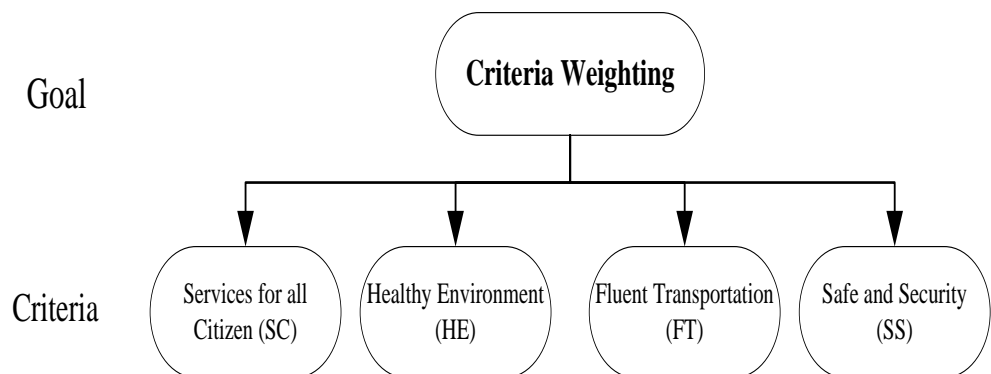 Criteria Weighting
Goal
Criteria
Services for all
Citizen (SC)
Healthy Environment
(HE)
Fluent Transportation
(FT)
Safe and Security
(SS)